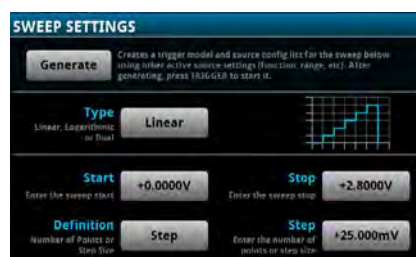 SWEEP SETTINGS
Generate
Creates a trigger model and source config list for the sweep below
using other active source settings (function, range, etc). After
generating, press TRIGGER to start it.
Type
Linear, Logarithmic
or Dual
Linear
Start
Enter the sweep start
+0.0000V
Stop
Enter the sweep stop
+2.8000V
Definition
Number of Points or
Step Size
Step
Step
Enter the number of
points or step size
+25.000mV